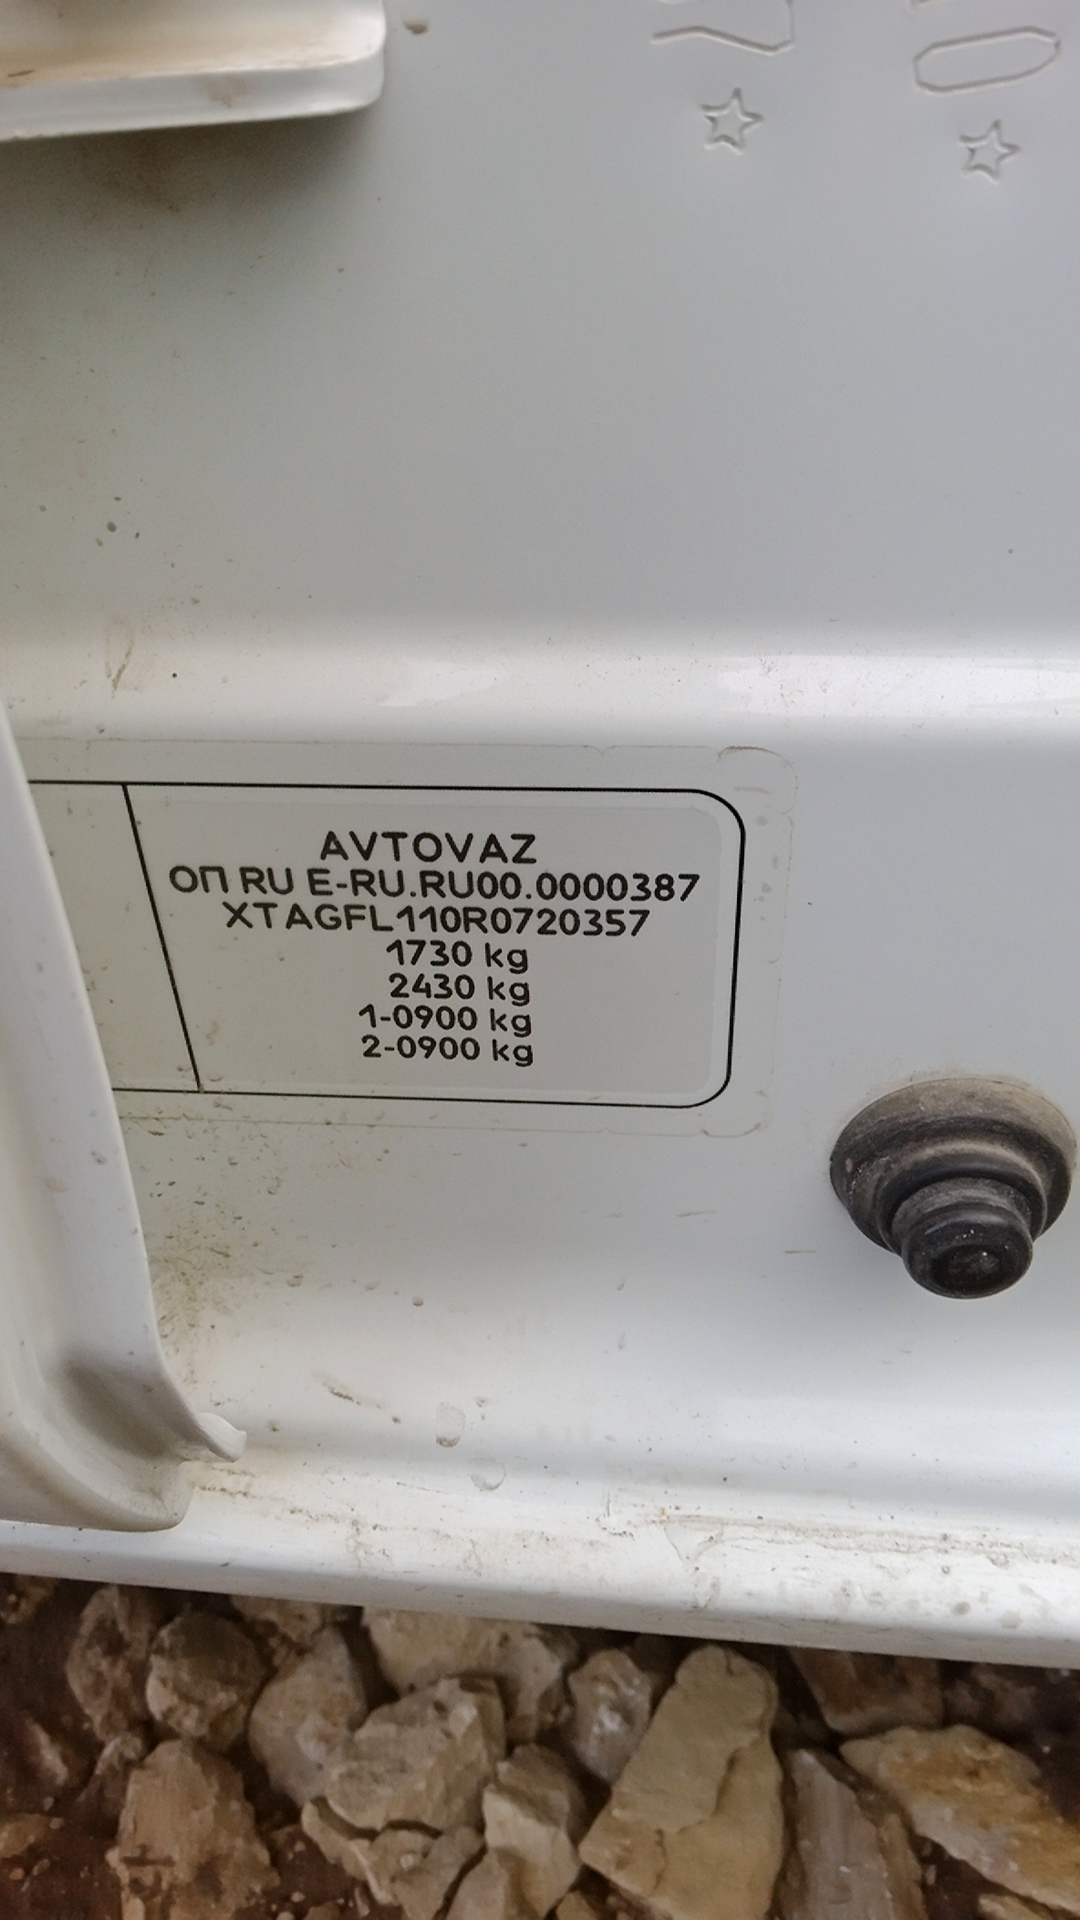 AVTOVAZ
ОП RU E-RU.RU00.0000387
XTAGFL110R0720357
1730 kg
2430 kg
1-0900 kg
2-0900 kg